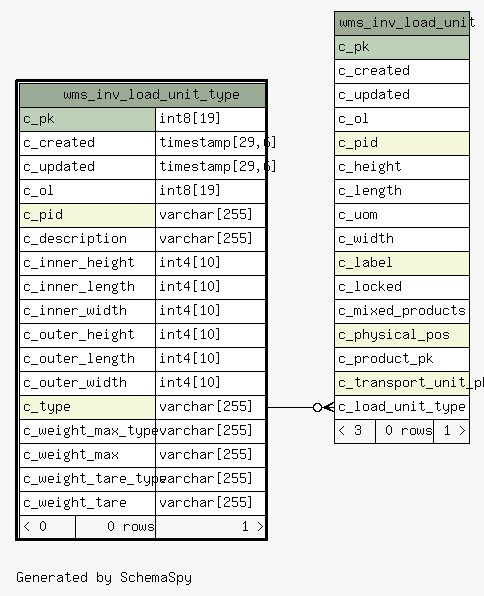 wms_inv_load_unit
c_pk
c_created
c_updated
c_ol
c_pid
c_height
c_length
c_uom
c_width
c_label
c_locked
c_mixed_products
c_physical_pos
c_product_pk
c_transport_unit_pk
c_load_unit_type
< 3 0 rows 1 >
wms_inv_load_unit_type
c_pk int8[19]
c_created timestamp[29,6]
c_updated timestamp[29,6]
c_ol int8[19]
c_pid varchar[255]
c_description varchar[255]
c_inner_height int4[10]
c_inner_length int4[10]
c_inner_width int4[10]
c_outer_height int4[10]
c_outer_length int4[10]
c_outer_width int4[10]
c_type varchar[255]
c_weight_max_type varchar[255]
c_weight_max varchar[255]
c_weight_tare_type varchar[255]
c_weight_tare varchar[255]
< 0 0 rows 1 >
Generated by SchemaSpy